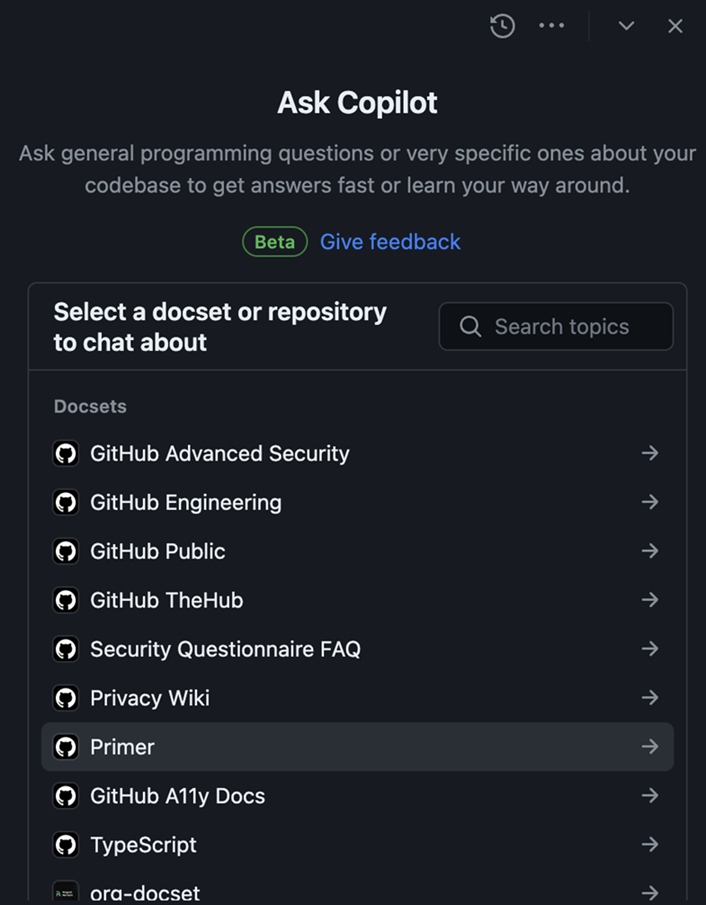 Ask Copilot
Ask general programming questions or very specific ones about your
codebase to get answers fast or learn your way around.
Beta Give feedback
Select a docset or repository
to chat about
Search topics
Docsets
GitHub Advanced Security
GitHub Engineering
GitHub Public
GitHub TheHub
Security Questionnaire FAQ
Privacy Wiki
Primer
GitHub A11y Docs
TypeScript
org-docset